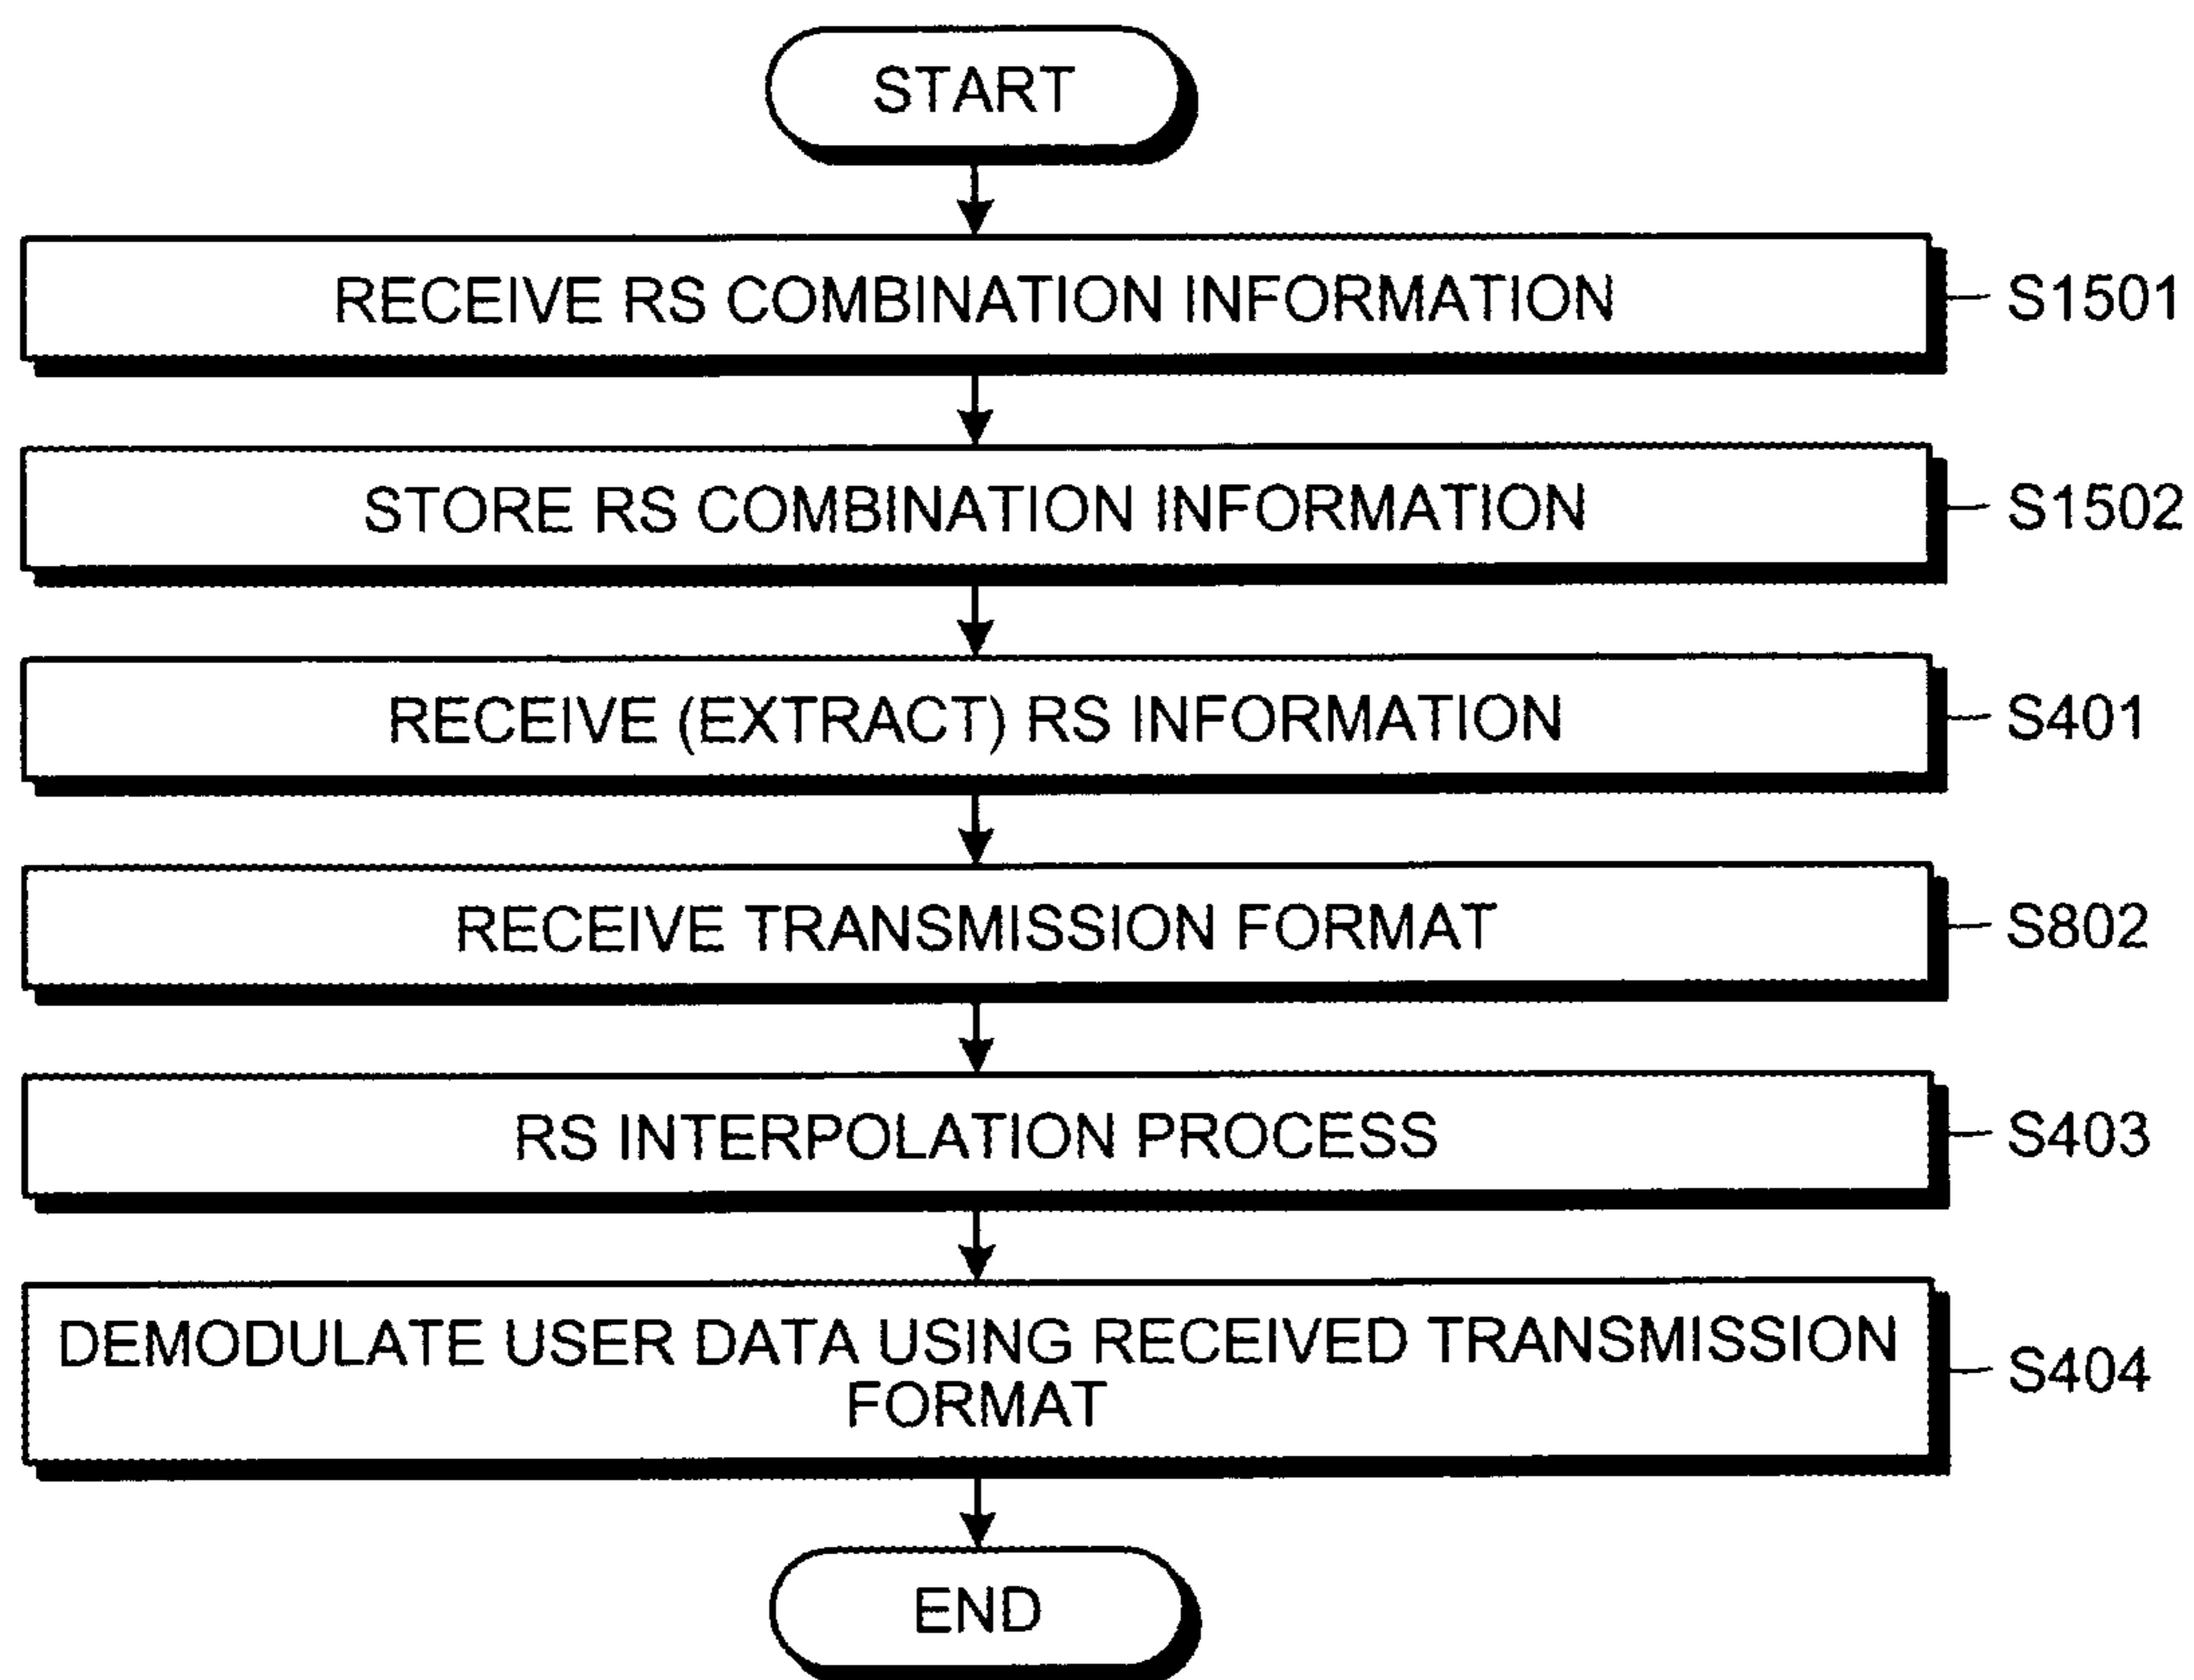 START
RECEIVE RS COMBINATION INFORMATION
S1501
STORE RS COMBINATION INFORMATION
S1502
RECEIVE (EXTRACT) RS INFORMATION
S401
RECEIVE TRANSMISSION FORMAT
S802
RS INTERPOLATION PROCESS
S403
DEMODULATE USER DATA USING RECEIVED TRANSMISSION
FORMAT
S404
END